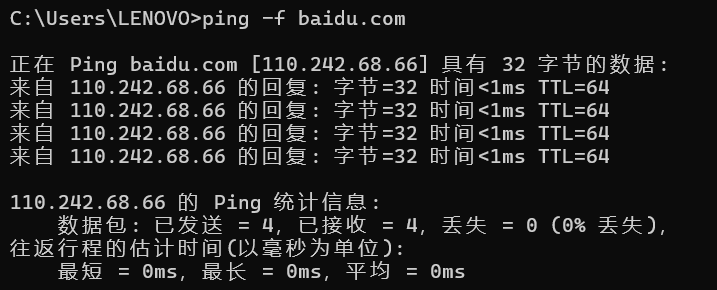 C:\Users\LENOVO>ping -f baidu.com
正在 Ping baidu.com [110.242.68.66] 具有 32 字节的数据:
来自 110.242.68.66 的回复: 字节=32 时间<1ms TTL=64
来自 110.242.68.66 的回复: 字节=32 时间<1ms TTL=64
来自 110.242.68.66 的回复: 字节=32 时间<1ms TTL=64
来自 110.242.68.66 的回复: 字节=32 时间<1ms TTL=64
110.242.68.66 的 Ping 统计信息:
数据包: 已发送 = 4, 已接收 = 4, 丢失 = 0 (0% 丢失),
往返行程的估计时间(以毫秒为单位):
最短 = 0ms, 最长 = 0ms, 平均 = 0ms